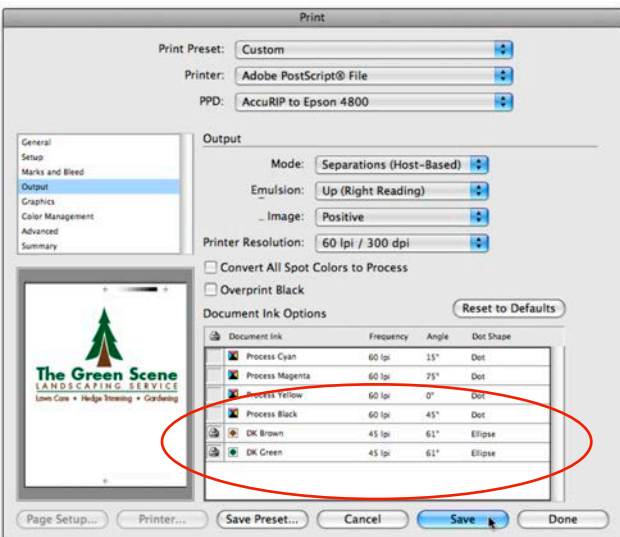 Print
Print Preset: Custom
Printer: Adobe PostScript® File
PPD: AccuRIP to Epson 4800
General
Setup
Marks and Bleed
Output
Graphics
Color Management
Advanced
Summary
Output
Mode: Separations (Host-Based)
Emulsion: Up (Right Reading)
Image: Positive
Printer Resolution: 60 lpi / 300 dpi
Convert All Spot Colors to Process
Overprint Black
Reset to Defaults
Document Ink Options
Document Ink Frequency Angle Dot Shape
Process Cyan 60 lpi 15° Dot
Process Magenta 60 lpi 75° Dot
Process Yellow 60 lpi 0° Dot
Process Black 60 lpi 45° Dot
DK Brown 45 lpi 61° Ellipse
DK Green 45 lpi 61° Ellipse
The Green Scene
LANDSCAPING SERVICE
Lawn Care • Hedge Trimming • Gardening
Page Setup... Printer... Save Preset... Cancel Save Done